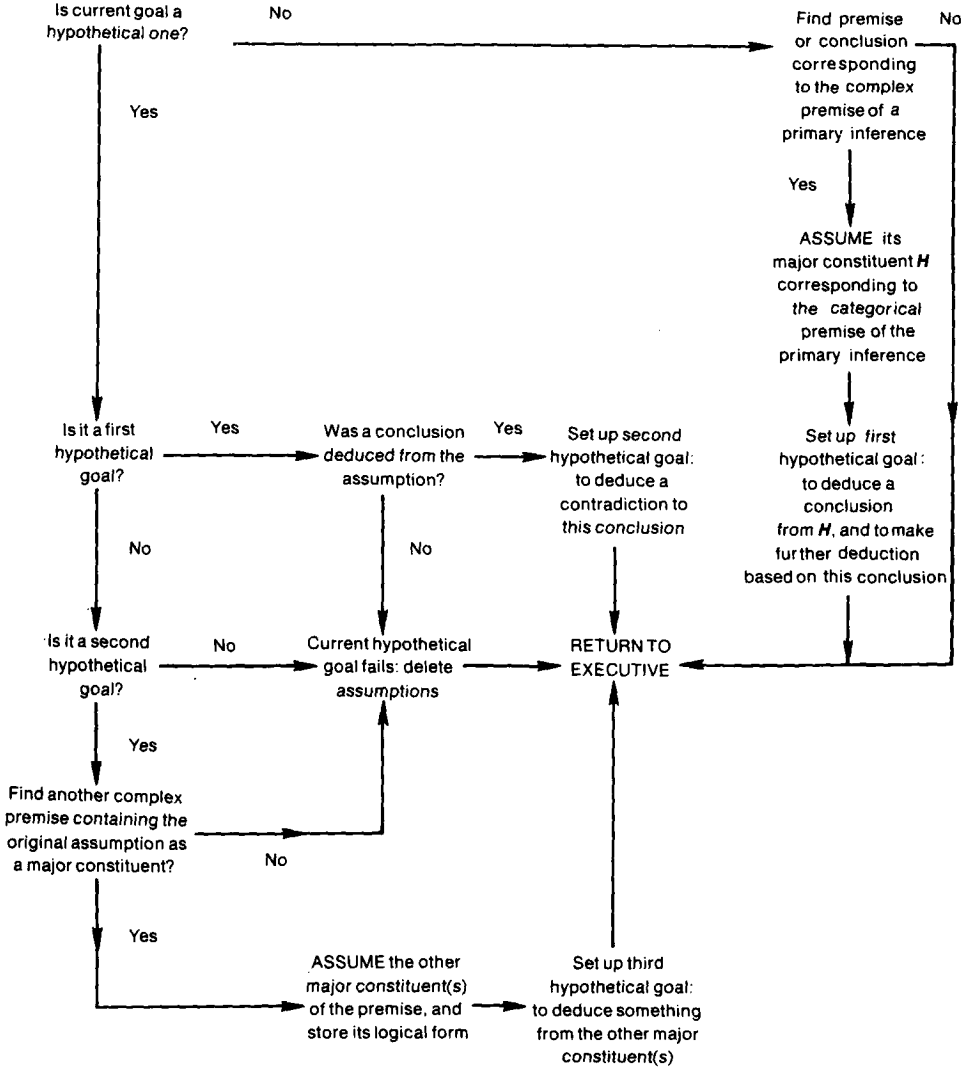 Is current goal a
hypothetical one?
No
Find premise
or conclusion
corresponding
to the complex
premise of a
primary inference
No
Yes
Yes
ASSUME its
major constituent H
corresponding to
the categorical
premise of the
primary inference
Is it a first
hypothetical
goal?
Yes
Was a conclusion
deduced from the
assumption?
Yes
Set up second
hypothetical goal:
to deduce a
contradiction to
this conclusion
Set up first
hypothetical goal:
to deduce a
conclusion
from H, and to make
further deduction
based on this conclusion
No
No
Is it a second
hypothetical
goal?
No
Current hypothetical
goal fails: delete
assumptions
RETURN TO
EXECUTIVE
Yes
Find another complex
premise containing the
original assumption as
a major constituent?
No
Yes
ASSUME the other
major constituent(s)
of the premise, and
store its logical form
Set up third
hypothetical goal:
to deduce something
from the other major
constituent(s)